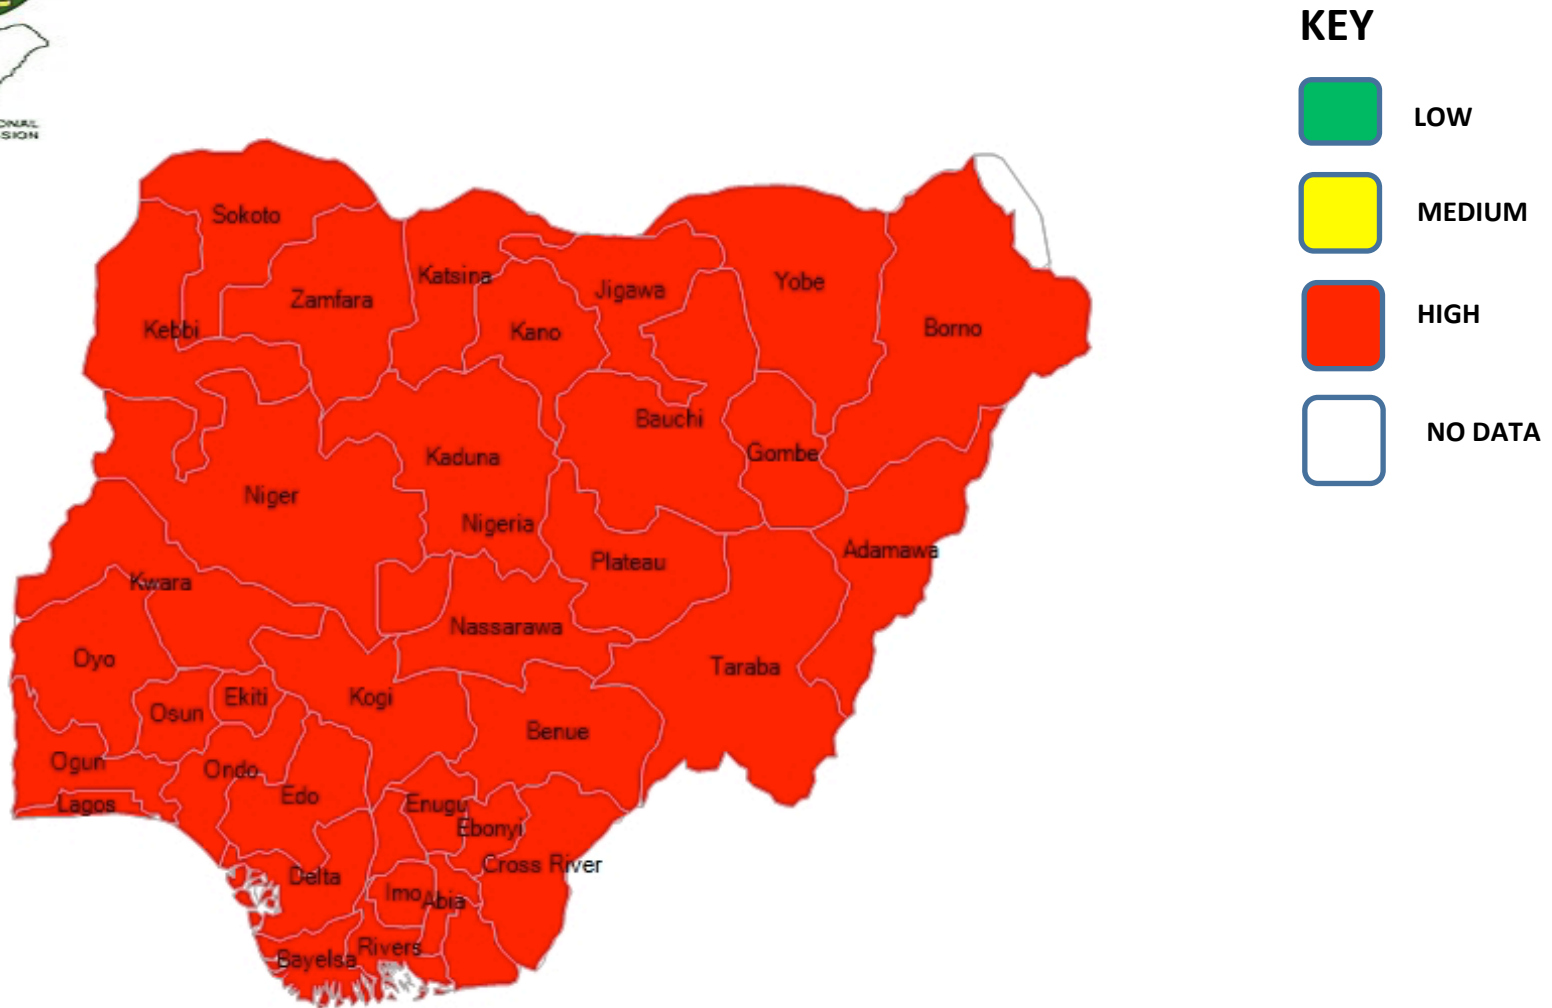 KEY
LOW
MEDIUM
HIGH
NO DATA
SION
Sokoto
Katsina
Yobe
Jigawa
Zamfara
Kebbi
Kano
Borno
Bauchi
Gombe
Kaduna
Niger
Nigeria
Adamawa
Plateau
Kwara
Nassarawa
Oyo
Taraba
Ekiti
Kogi
Osun
Benue
Ogun
Ondo
Edo
Lagos
Enugu
Ebonyi
Cross River
Delta
Imo
Abia
Rivers
Bayelsa